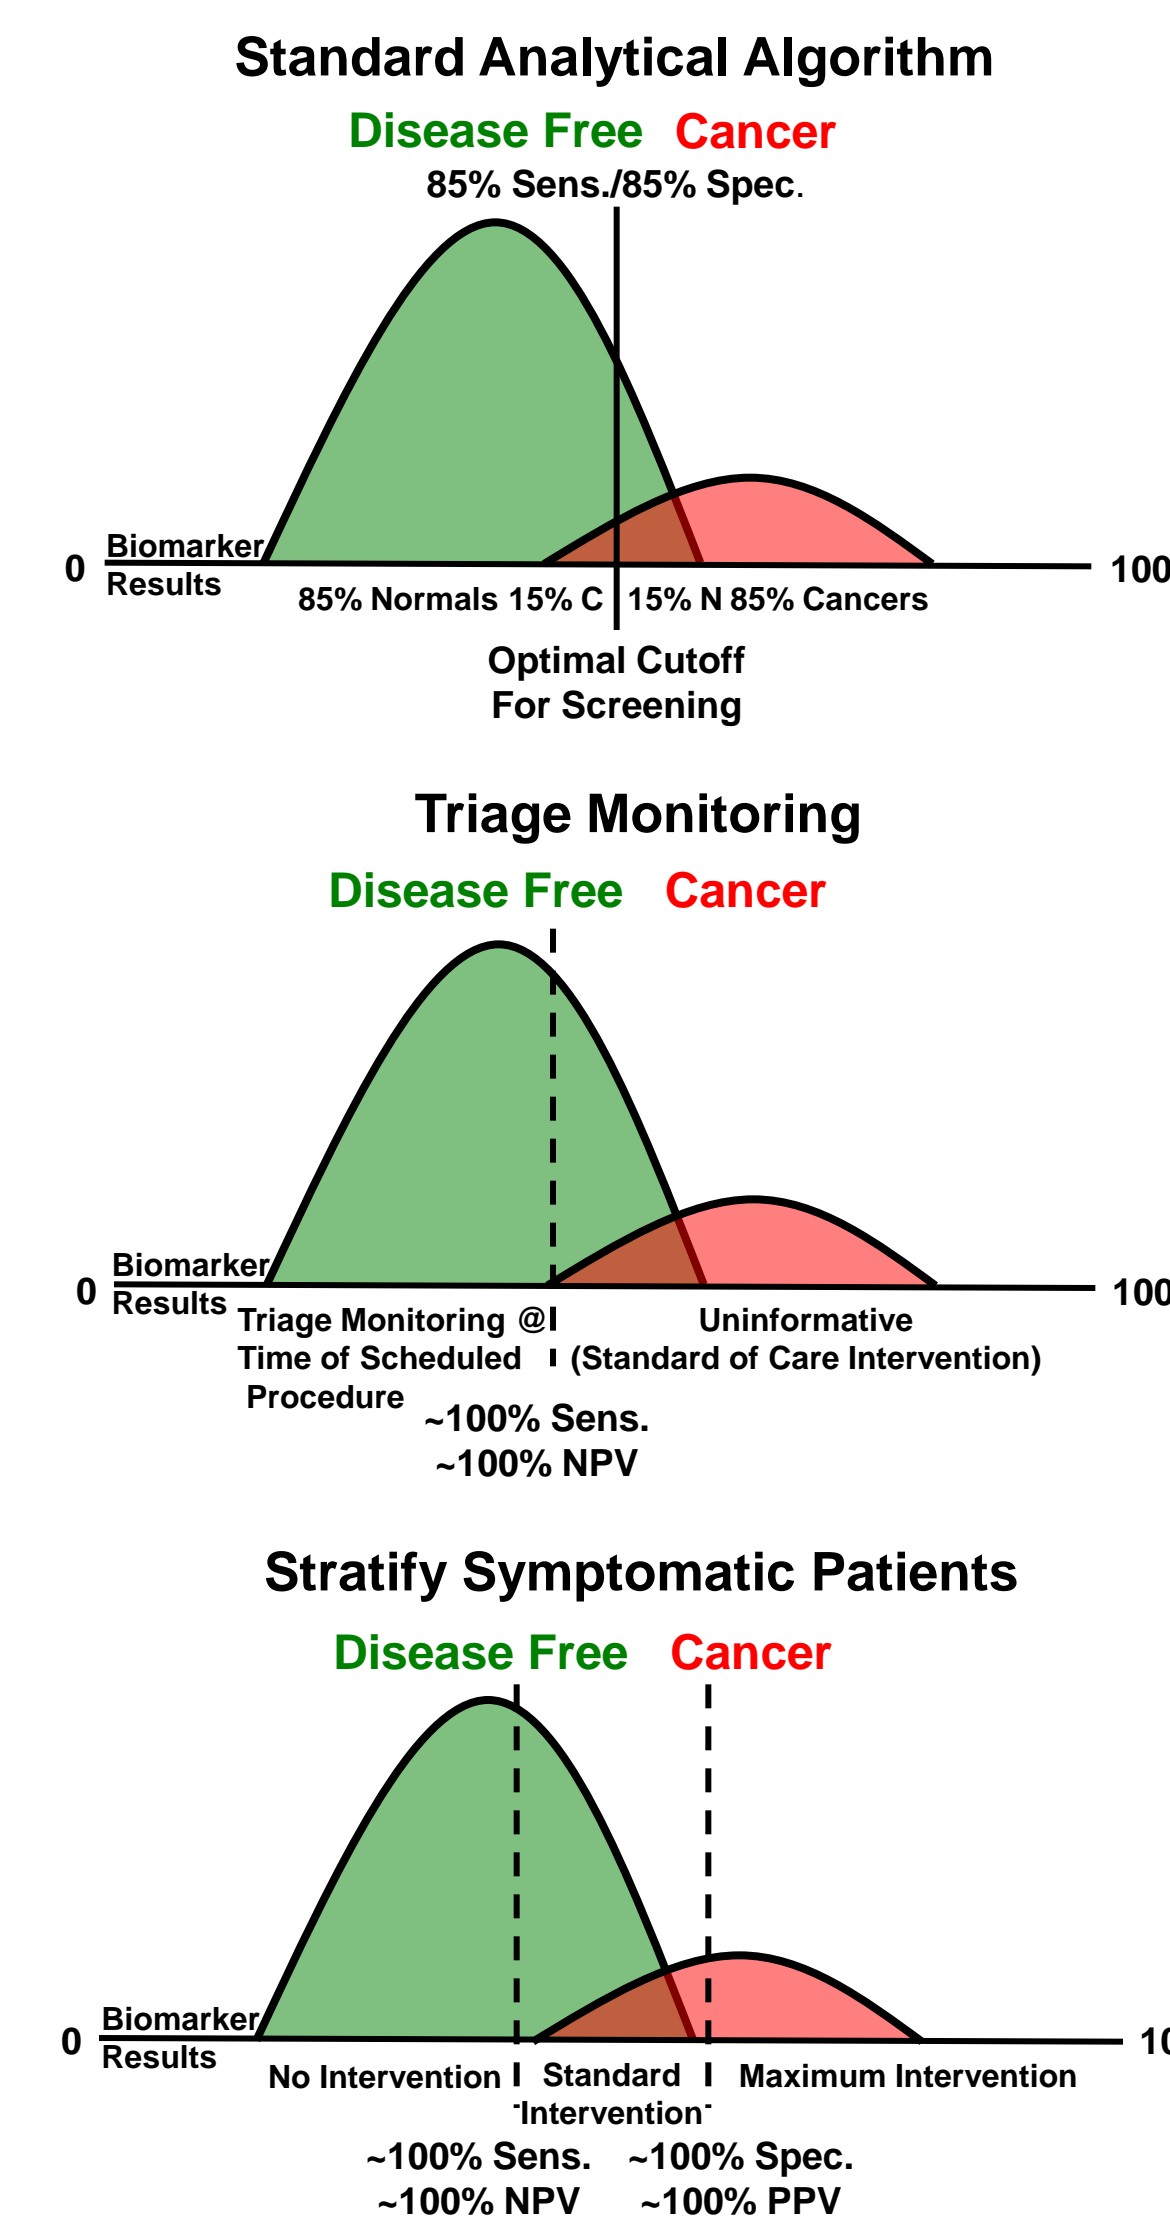 Standard Analytical Algorithm
Disease Free Cancer
85% Sens./85% Spec.
Biomarker
0
100
Results
85% Normals 15% C 15% N 85% Cancers
Optimal Cutoff
For Screening
Triage Monitoring
Disease Free Cancer
Biomarker
0
100
Results
Triage Monitoring @ Uninformative
Time of Scheduled (Standard of Care Intervention)
Procedure
~100% Sens.
~100% NPV
Stratify Symptomatic Patients
Disease Free Cancer
Biomarker
0
10
Results
No Intervention Standard Maximum Intervention
Intervention
~100% Sens. ~100% Spec.
~100% NPV ~100% PPV